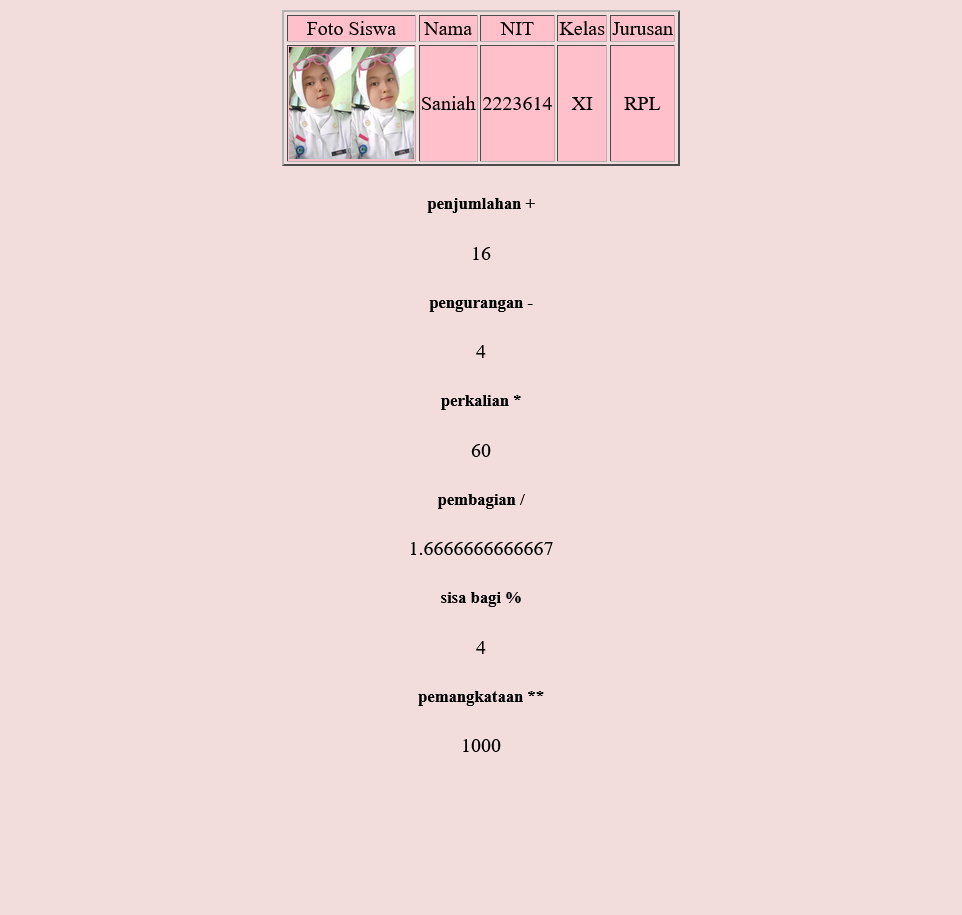 Foto Siswa Nama NIT Kelas Jurusan
Saniah 2223614 XI RPL
penjumlahan +
16
pengurangan -
4
perkalian *
60
pembagian /
1.6666666666667
sisa bagi %
4
pemangkataan **
1000